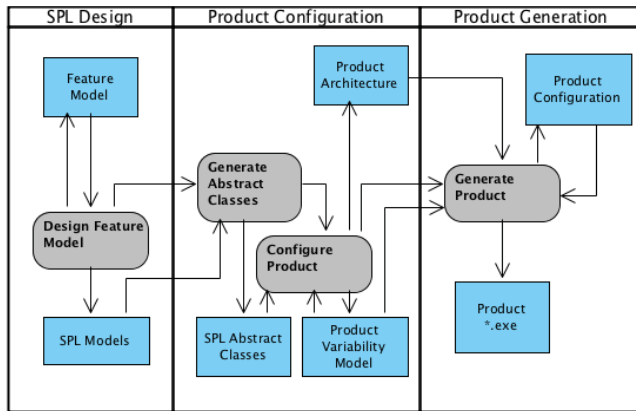 SPL Design
Product Configuration
Product Generation
Feature
Model
Product
Architecture
Product
Configuration
Generate
Abstract
Classes
Generate
Product
Design Feature
Model
Configure
Product
SPL Models
SPL Abstract
Classes
Product
Variability
Model
Product
*.exe